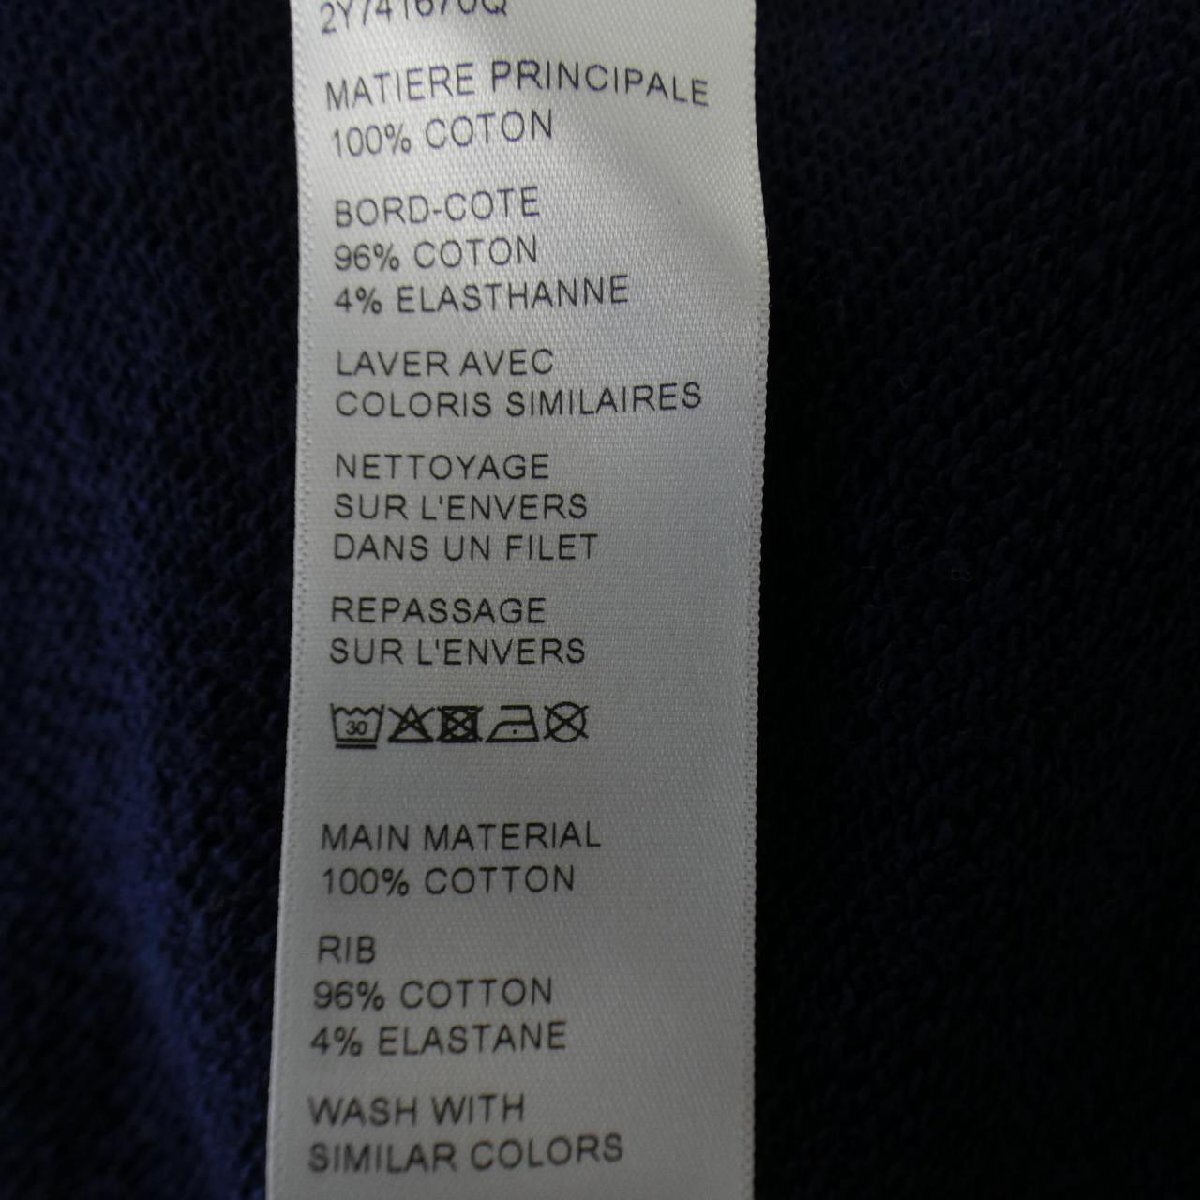 2Y741670Q
MATIERE PRINCIPALE
100% COTON
BORD-COTE
96% COTON
4% ELASTHANNE
LAVER AVEC
COLORIS SIMILAIRES
NETTOYAGE
SUR L'ENVERS
DANS UN FILET
REPASSAGE
SUR L'ENVERS
30
MAIN MATERIAL
100% COTTON
RIB
96% COTTON
4% ELASTANE
WASH WITH
SIMILAR COLORS